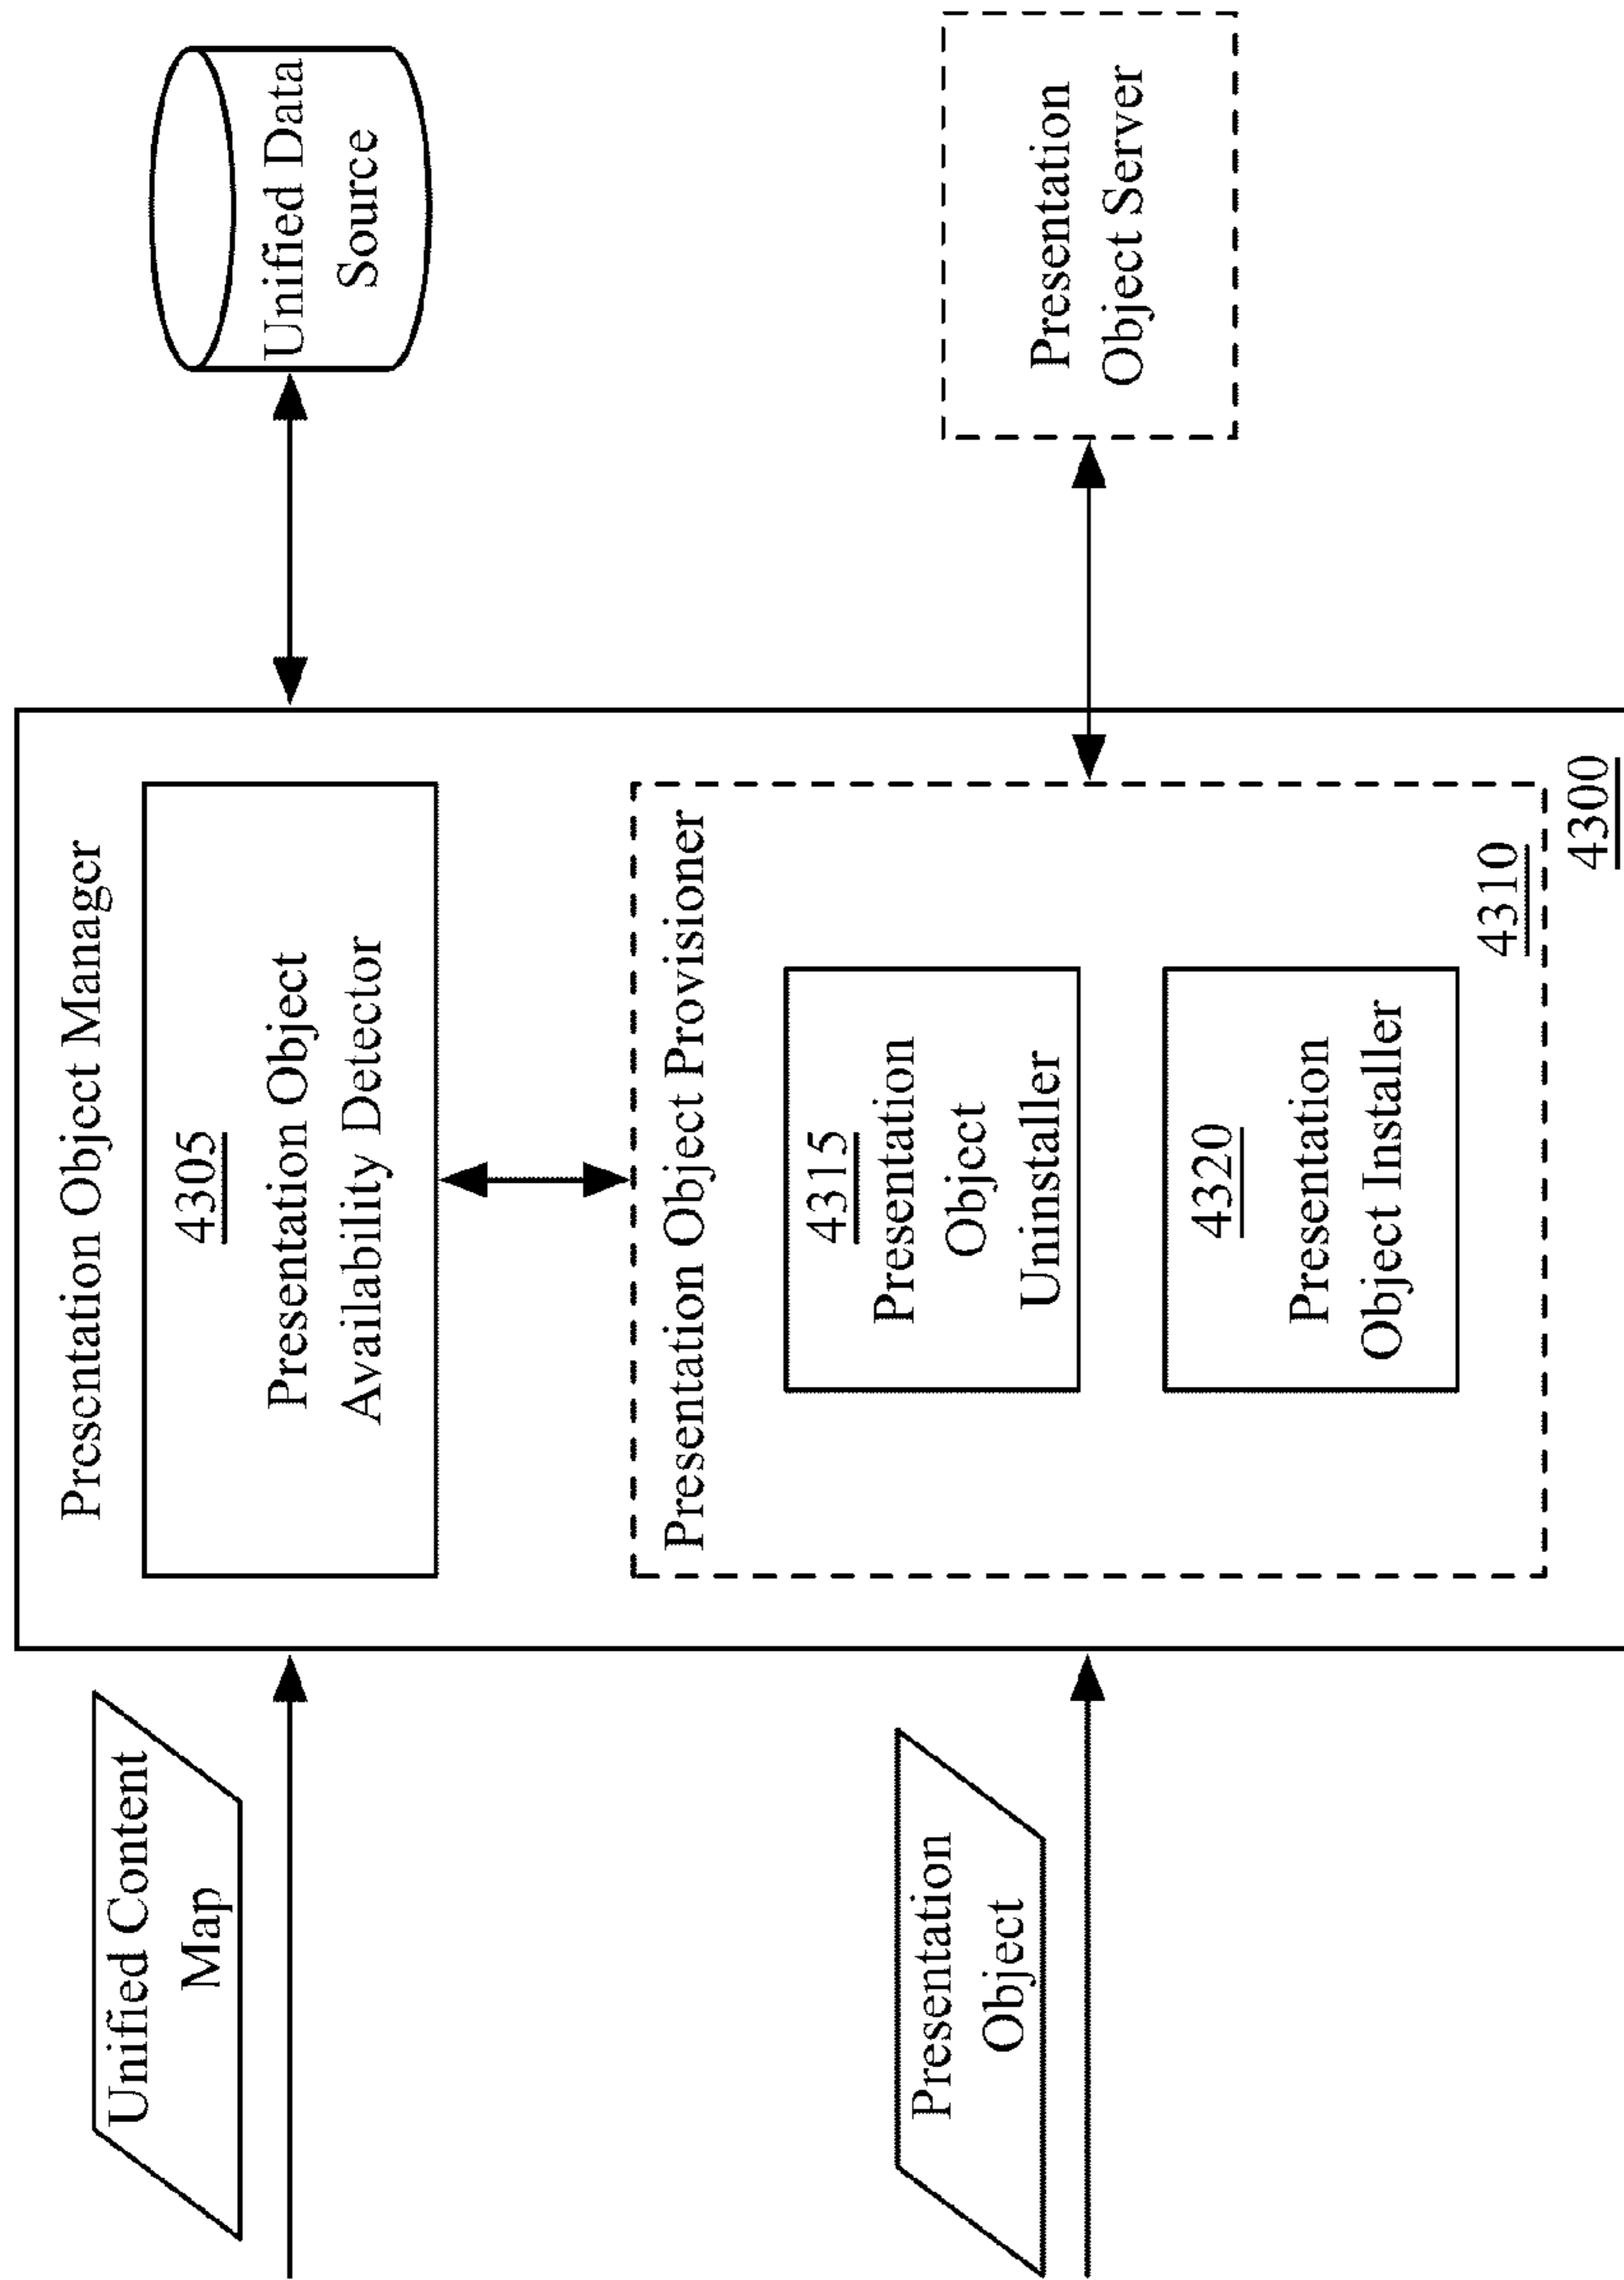 Unified Content
Map
Presentation
Object
Presentation Object Manager
4305
Presentation Object
Availability Detector
Presentation Object Provisioner
4315
Presentation
Object
Uninstaller
4320
Presentation
Object Installer
4310
4300
Unified Data
Source
Presentation
Object Server